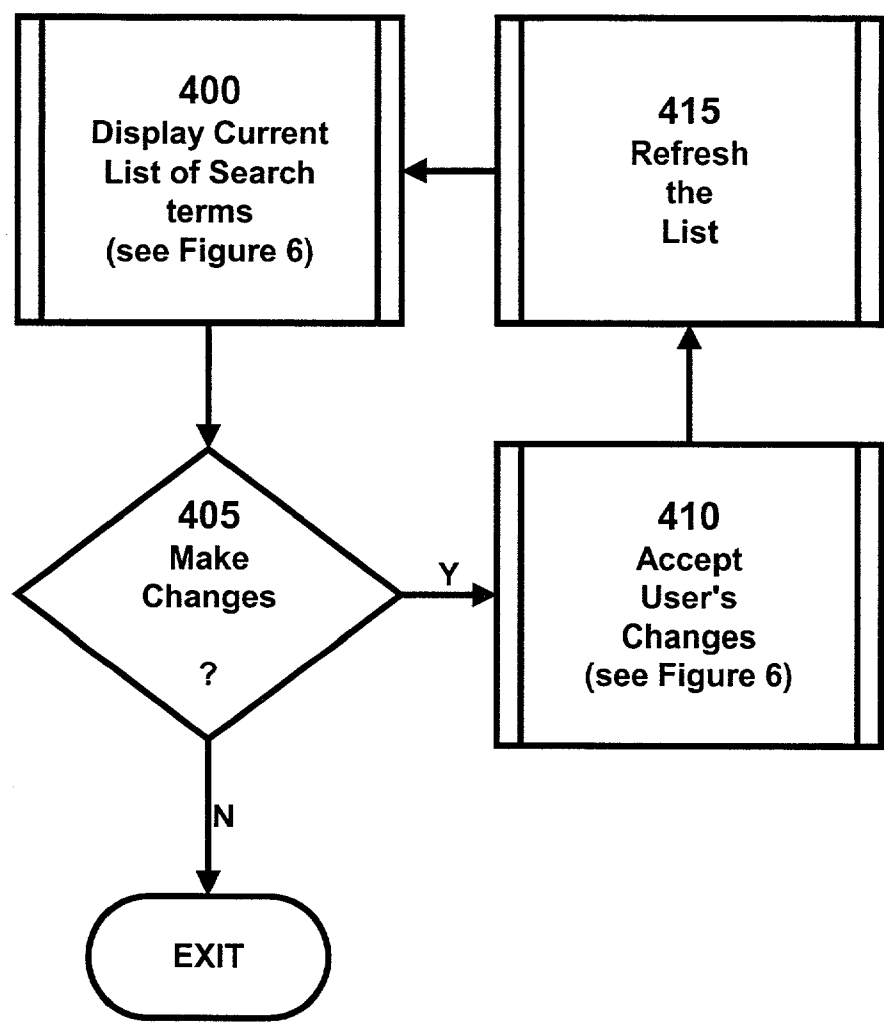 400
Display Current
List of Search
terms
(see Figure 6)
415
Refresh
the
List
405
Make
Changes
?
Y
410
Accept
User's
Changes
(see Figure 6)
N
EXIT